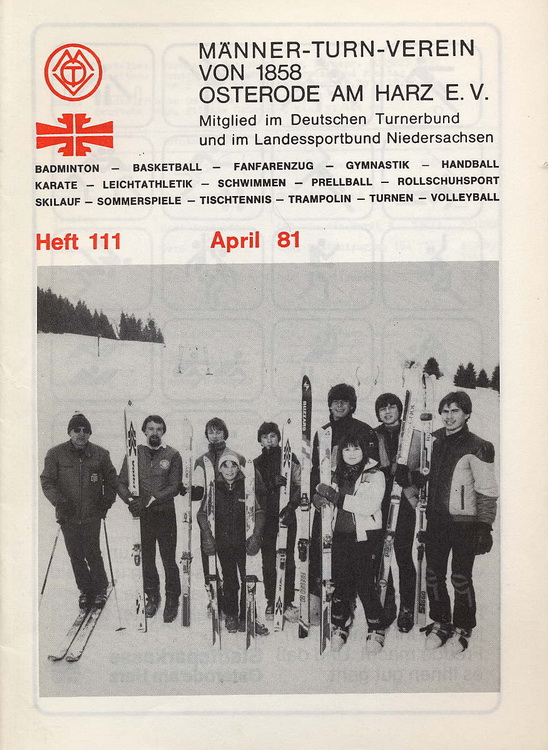 MTV
MÄNNER-TURN-VEREIN
VON 1858
OSTERODE AM HARZ E. V.
Mitglied im Deutschen Turnerbund
und im Landessportbund Niedersachsen
BADMINTON – BASKETBALL – FANFARENZUG – GYMNASTIK – HANDBALL
KARATE – LEICHTATHLETIK – SCHWIMMEN – PRELLBALL – ROLLSCHUHSPORT
SKILAUF – SOMMERSPIELE – TISCHTENNIS – TRAMPOLIN – TURNEN – VOLLEYBALL
Heft 111 April 81